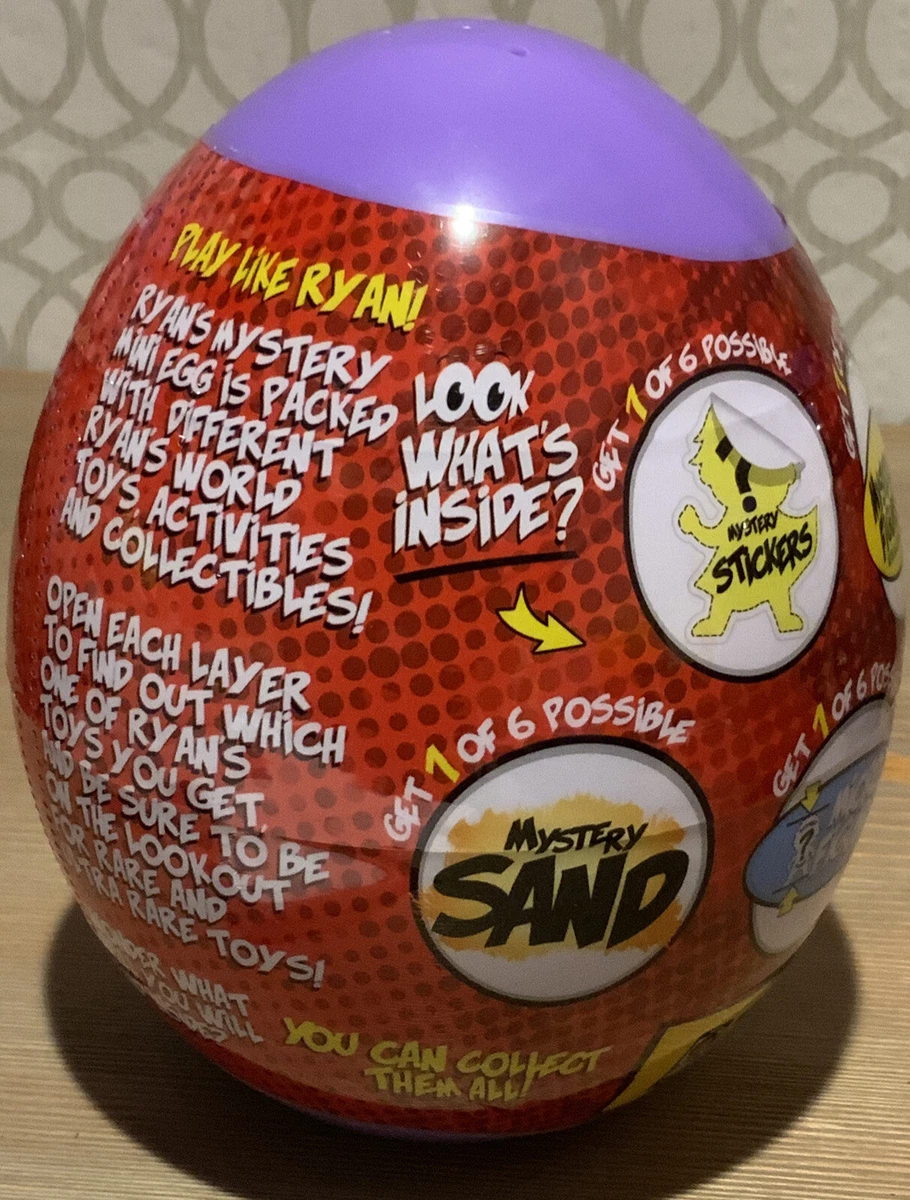 PLAY LIKE RYAN!
RYAN'S MYSTERY
MINI EGG IS PACKED
WITH DIFFERENT
RYAN'S WORLD
TOYS, ACTIVITIES
AND COLLECTIBLES!
OPEN EACH LAYER
TO FIND OUT WHICH
ONE OF RYAN'S
TOYS YOU GET,
AND BE SURE TO BE
ON THE LOOKOUT
FOR RARE AND
RARE TOYS!
WHAT
YOU WILL
YOU CAN COLLECT
THEM ALL!
LOOK
WHAT'S
INSIDE?
GET 1 OF 6 POSSIBLE
?
MYSTERY
STICKERS
GET 1 OF 6 POSSIBLE
MYSTERY
SAND
GET 1 OF 6
?